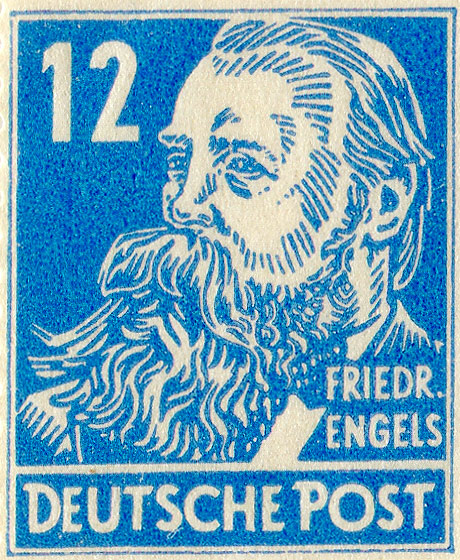 12
FRIEDR.
ENGELS
DEUTSCHE POST